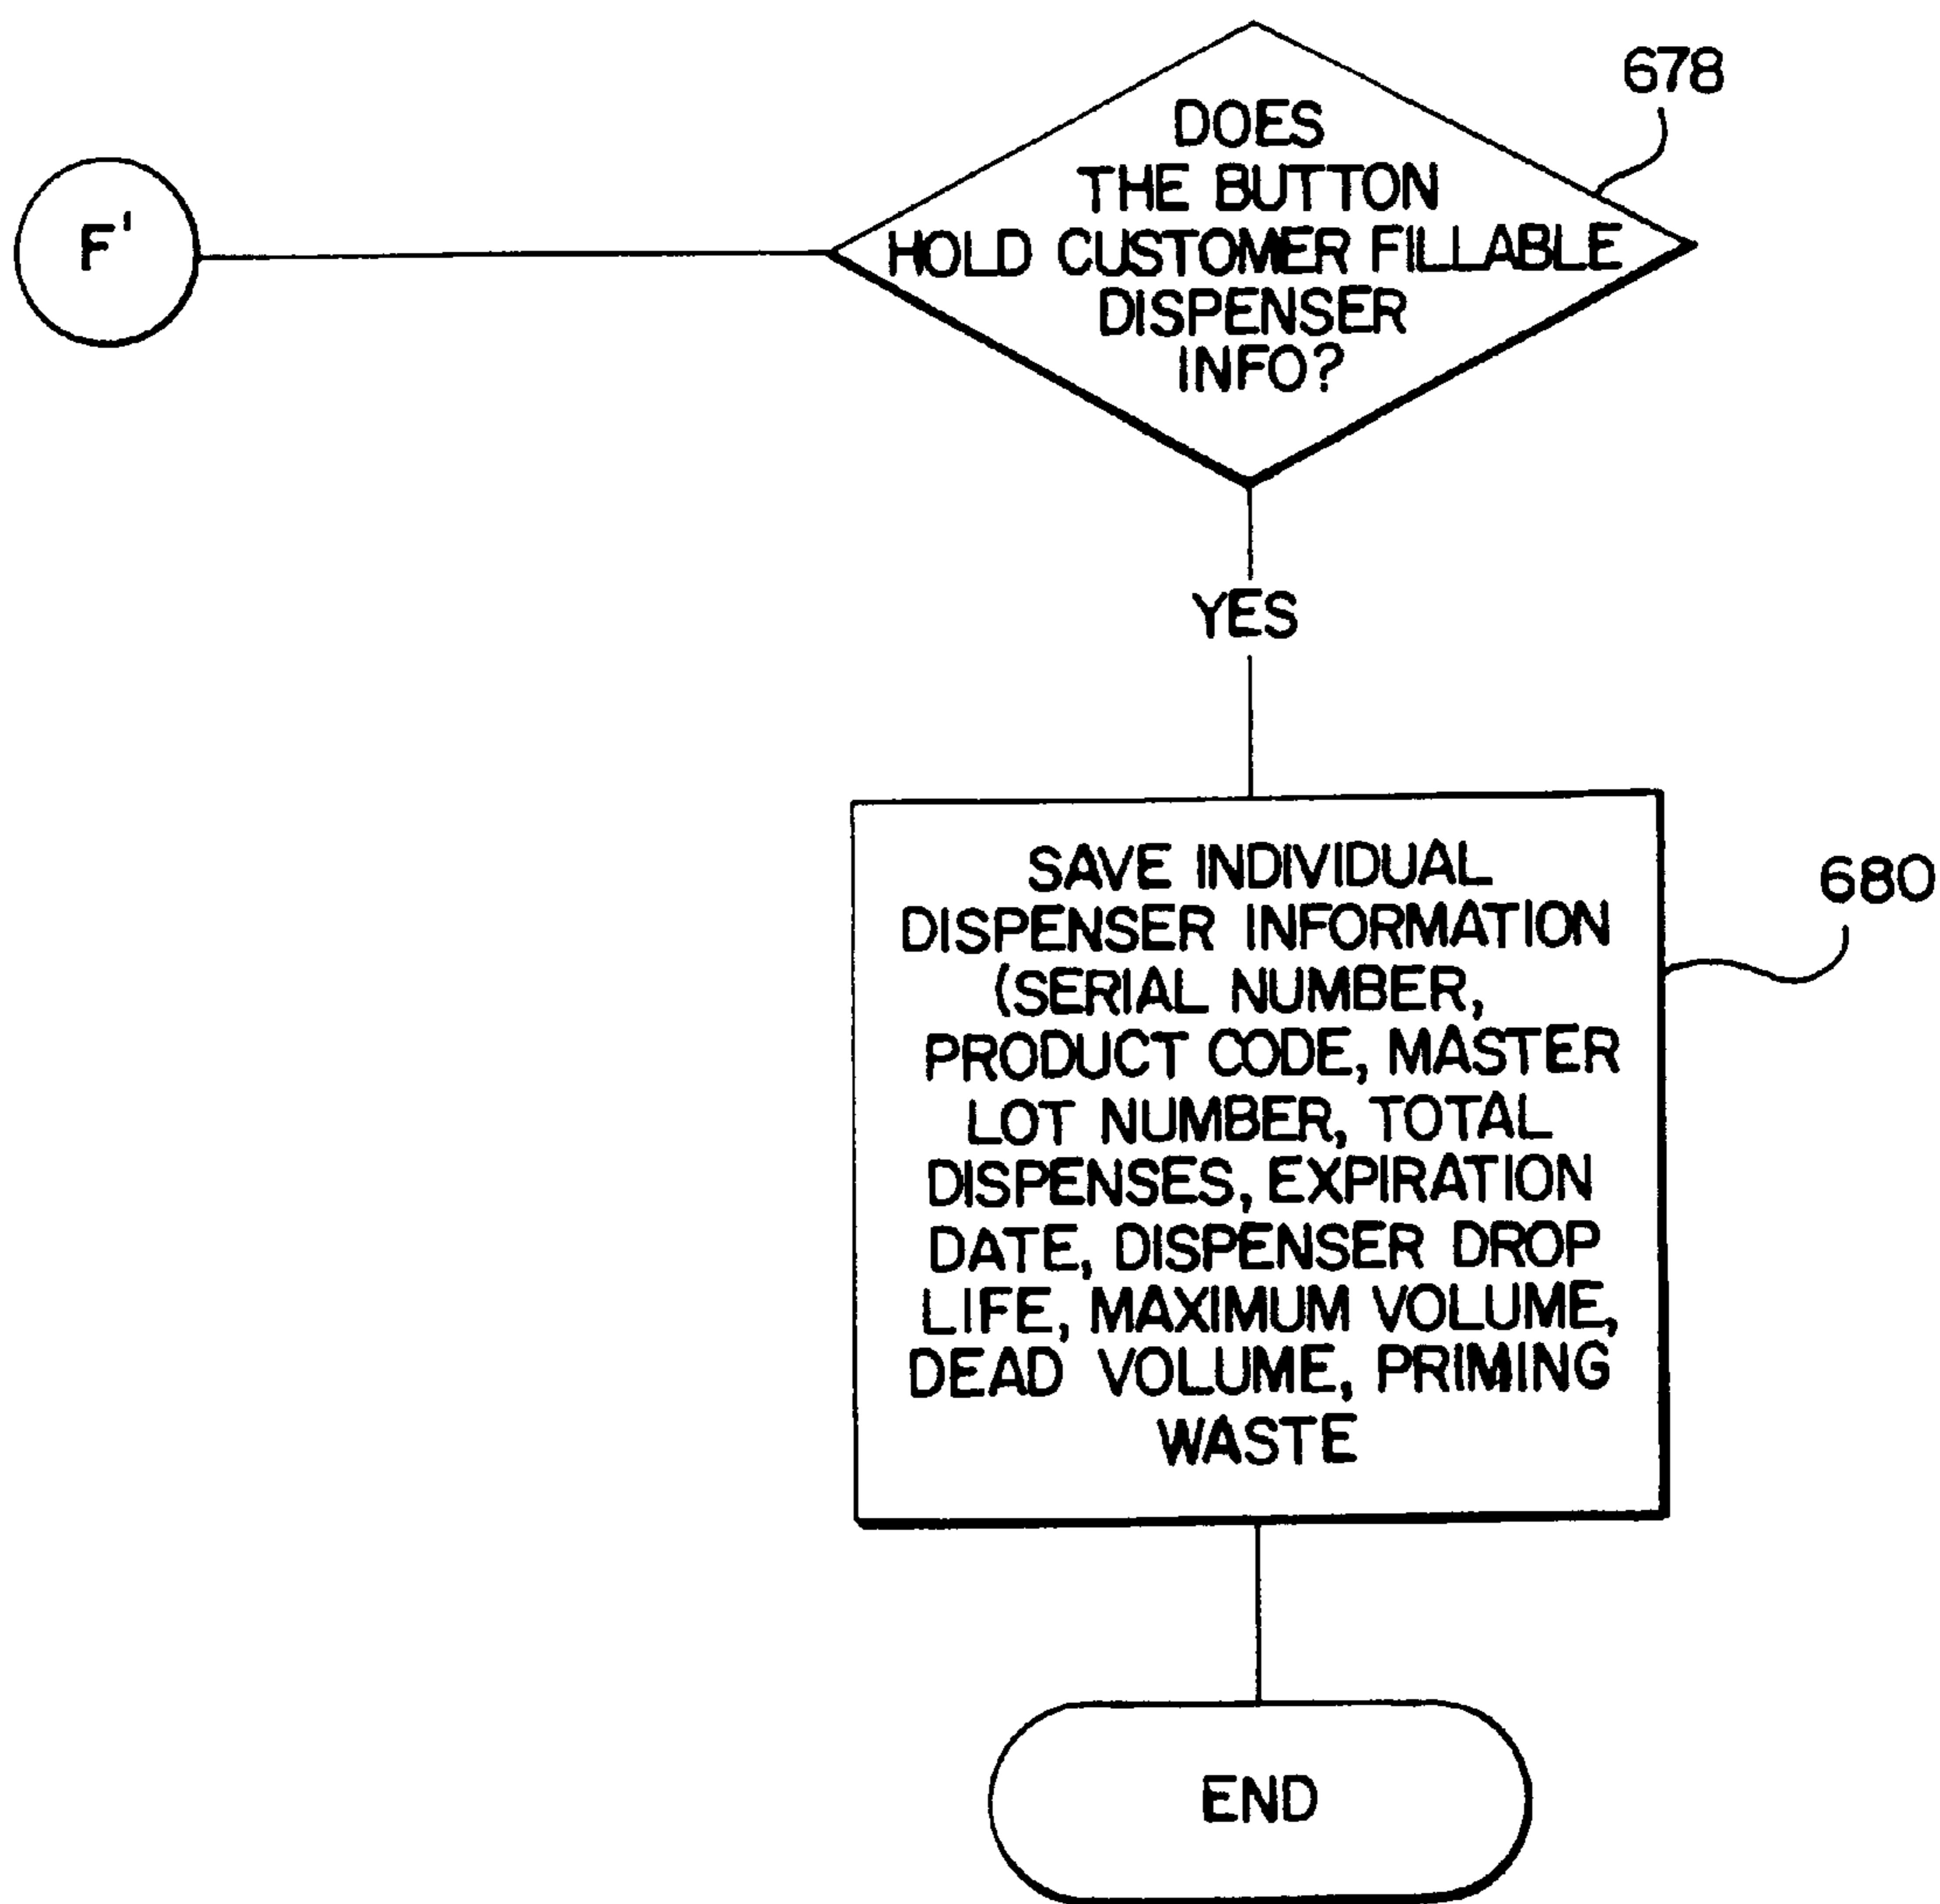 678
DOES
THE BUTTON
HOLD CUSTOMER FILLABLE
DISPENSER
INFO?
F'
YES
SAVE INDIVIDUAL
DISPENSER INFORMATION
(SERIAL NUMBER,
PRODUCT CODE, MASTER
LOT NUMBER, TOTAL
DISPENSES, EXPIRATION
DATE, DISPENSER DROP
LIFE, MAXIMUM VOLUME,
DEAD VOLUME, PRIMING
WASTE
680
END